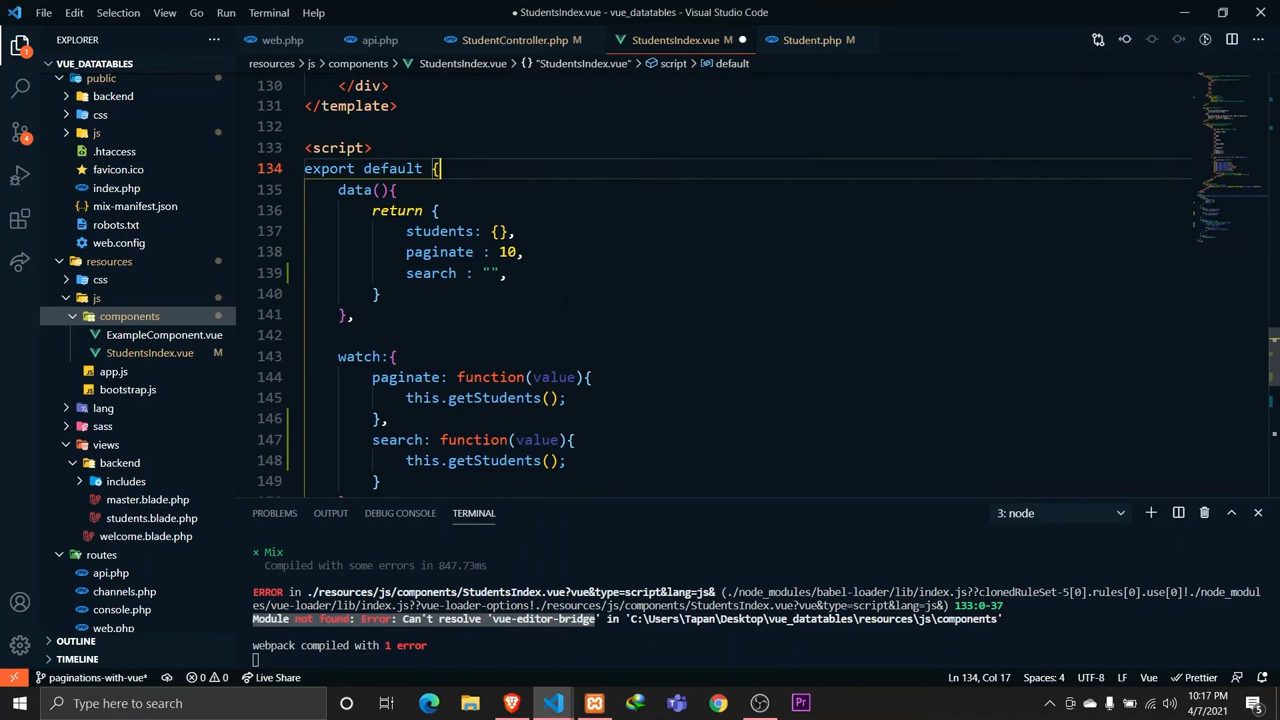 File Edit Selection View Go Run Terminal Help
● StudentsIndex.vue - vue_datatables - Visual Studio Code
EXPLORER
web.php
api.php
StudentController.php M
StudentsIndex.vue M
Student.php M
VUE_DATATABLES
resources > js > components > StudentsIndex.vue > {} "StudentsIndex.vue" > script > default
public
backend
css
js
.htaccess
favicon.ico
index.php
mix-manifest.json
robots.txt
web.config
resources
css
js
components
ExampleComponent.vue
StudentsIndex.vue M
app.js
bootstrap.js
lang
sass
views
backend
includes
master.blade.php
students.blade.php
welcome.blade.php
routes
api.php
channels.php
console.php
web.php
OUTLINE
TIMELINE
130 </div>
131 </template>
132
133 <script>
134 export default {
135 data(){
136 return {
137 students: {},
138 paginate : 10,
139 search : "",
140 }
141 },
142
143 watch:{
144 paginate: function(value){
145 this.getStudents();
146 },
147 search: function(value){
148 this.getStudents();
149 }
PROBLEMS OUTPUT DEBUG CONSOLE TERMINAL
3: node
× Mix
Compiled with some errors in 847.73ms
ERROR in ./resources/js/components/StudentsIndex.vue?vue&type=script&lang=js& (./node_modules/babel-loader/lib/index.js??clonedRuleSet-5[0].rules[0].use[0]!./node_modul
es/vue-loader/lib/index.js??vue-loader-options!./resources/js/components/StudentsIndex.vue?vue&type=script&lang=js&) 133:0-37
Module not found: Error: Can't resolve 'vue-editor-bridge' in 'C:\Users\Tapan\Desktop\vue_datatables\resources\js\components'
webpack compiled with 1 error
paginations-with-vue* 0 0 Live Share
Ln 134, Col 17 Spaces: 4 UTF-8 LF Vue Prettier
Type here to search
10:17 PM
4/7/2021
5